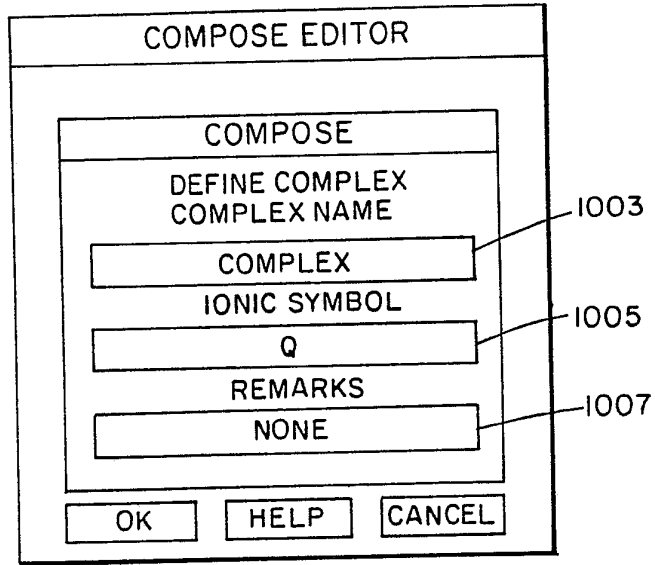 COMPOSE EDITOR
COMPOSE
DEFINE COMPLEX
COMPLEX NAME
COMPLEX
1003
IONIC SYMBOL
Q
1005
REMARKS
NONE
1007
OK HELP CANCEL